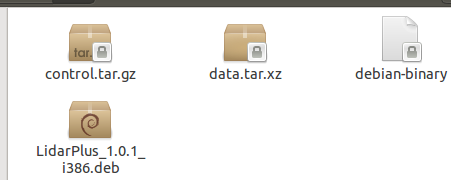 tar.
control.tar.gz
data.tar.xz
debian-binary
LidarPlus_1.0.1_
i386.deb